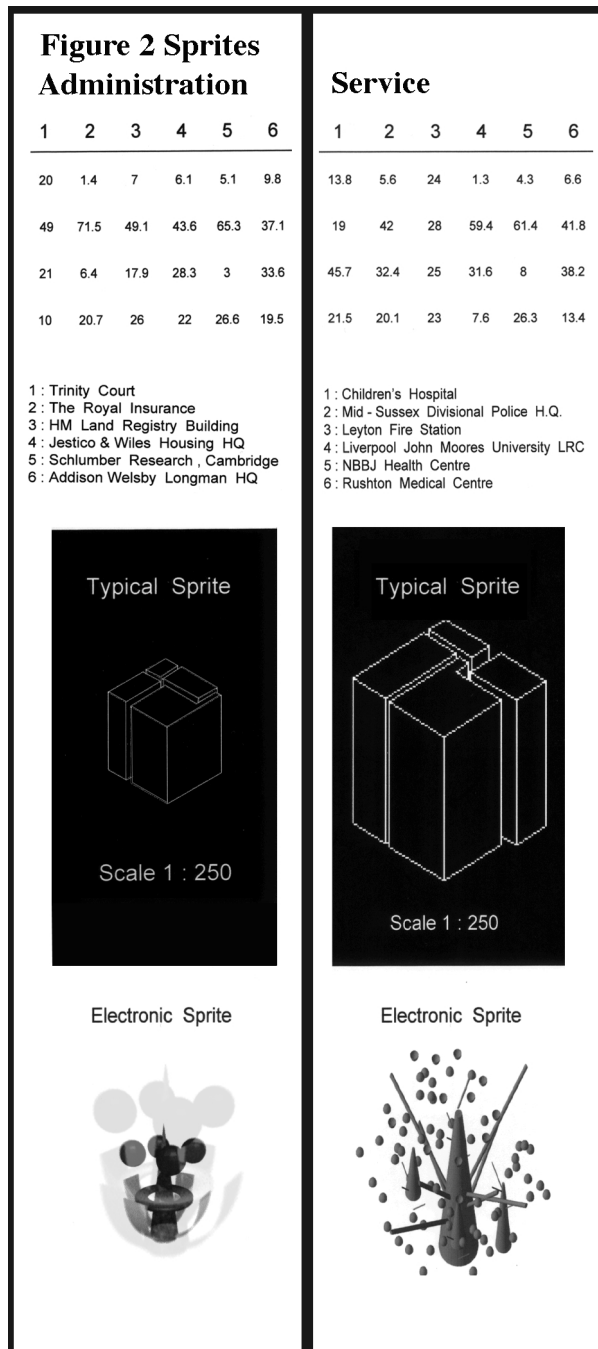 Figure 2 Sprites
Administration
1 2 3 4 5 6
20 1.4 7 6.1 5.1 9.8
49 71.5 49.1 43.6 65.3 37.1
21 6.4 17.9 28.3 3 33.6
10 20.7 26 22 26.6 19.5
1 : Trinity Court
2 : The Royal Insurance
3 : HM Land Registry Building
4 : Jestico & Wiles Housing HQ
5 : Schlumber Research , Cambridge
6 : Addison Welsby Longman HQ
Typical Sprite
Scale 1 : 250
Electronic Sprite
Service
1 2 3 4 5 6
13.8 5.6 24 1.3 4.3 6.6
19 42 28 59.4 61.4 41.8
45.7 32.4 25 31.6 8 38.2
21.5 20.1 23 7.6 26.3 13.4
1 : Children's Hospital
2 : Mid - Sussex Divisional Police H.Q.
3 : Leyton Fire Station
4 : Liverpool John Moores University LRC
5 : NBBJ Health Centre
6 : Rushton Medical Centre
Typical Sprite
Scale 1 : 250
Electronic Sprite